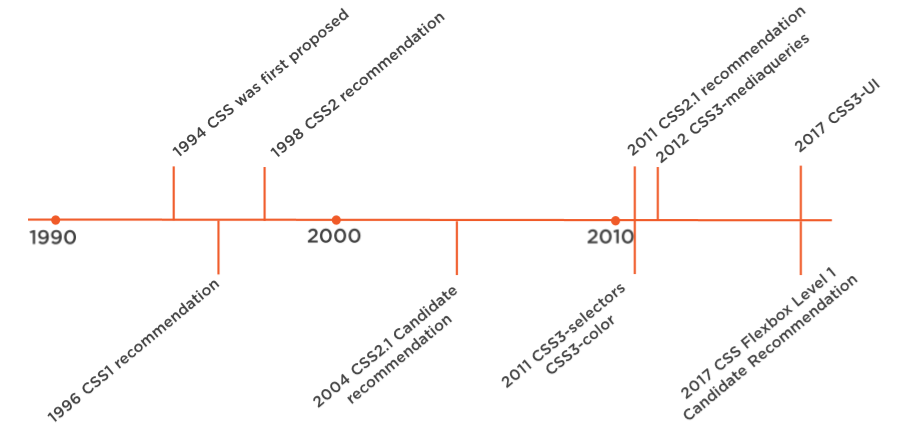 1994 CSS was first proposed
1998 CSS2 recommendation
2011 CSS2.1 recommendation
2012 CSS3-mediaqueries
2017 CSS3-UI
1990
2000
2010
1996 CSS1 recommendation
2004 CSS2.1 Candidate
recommendation
2011 CSS3-selectors
CSS3-color
2017 CSS Flexbox Level 1
Candidate Recommendation